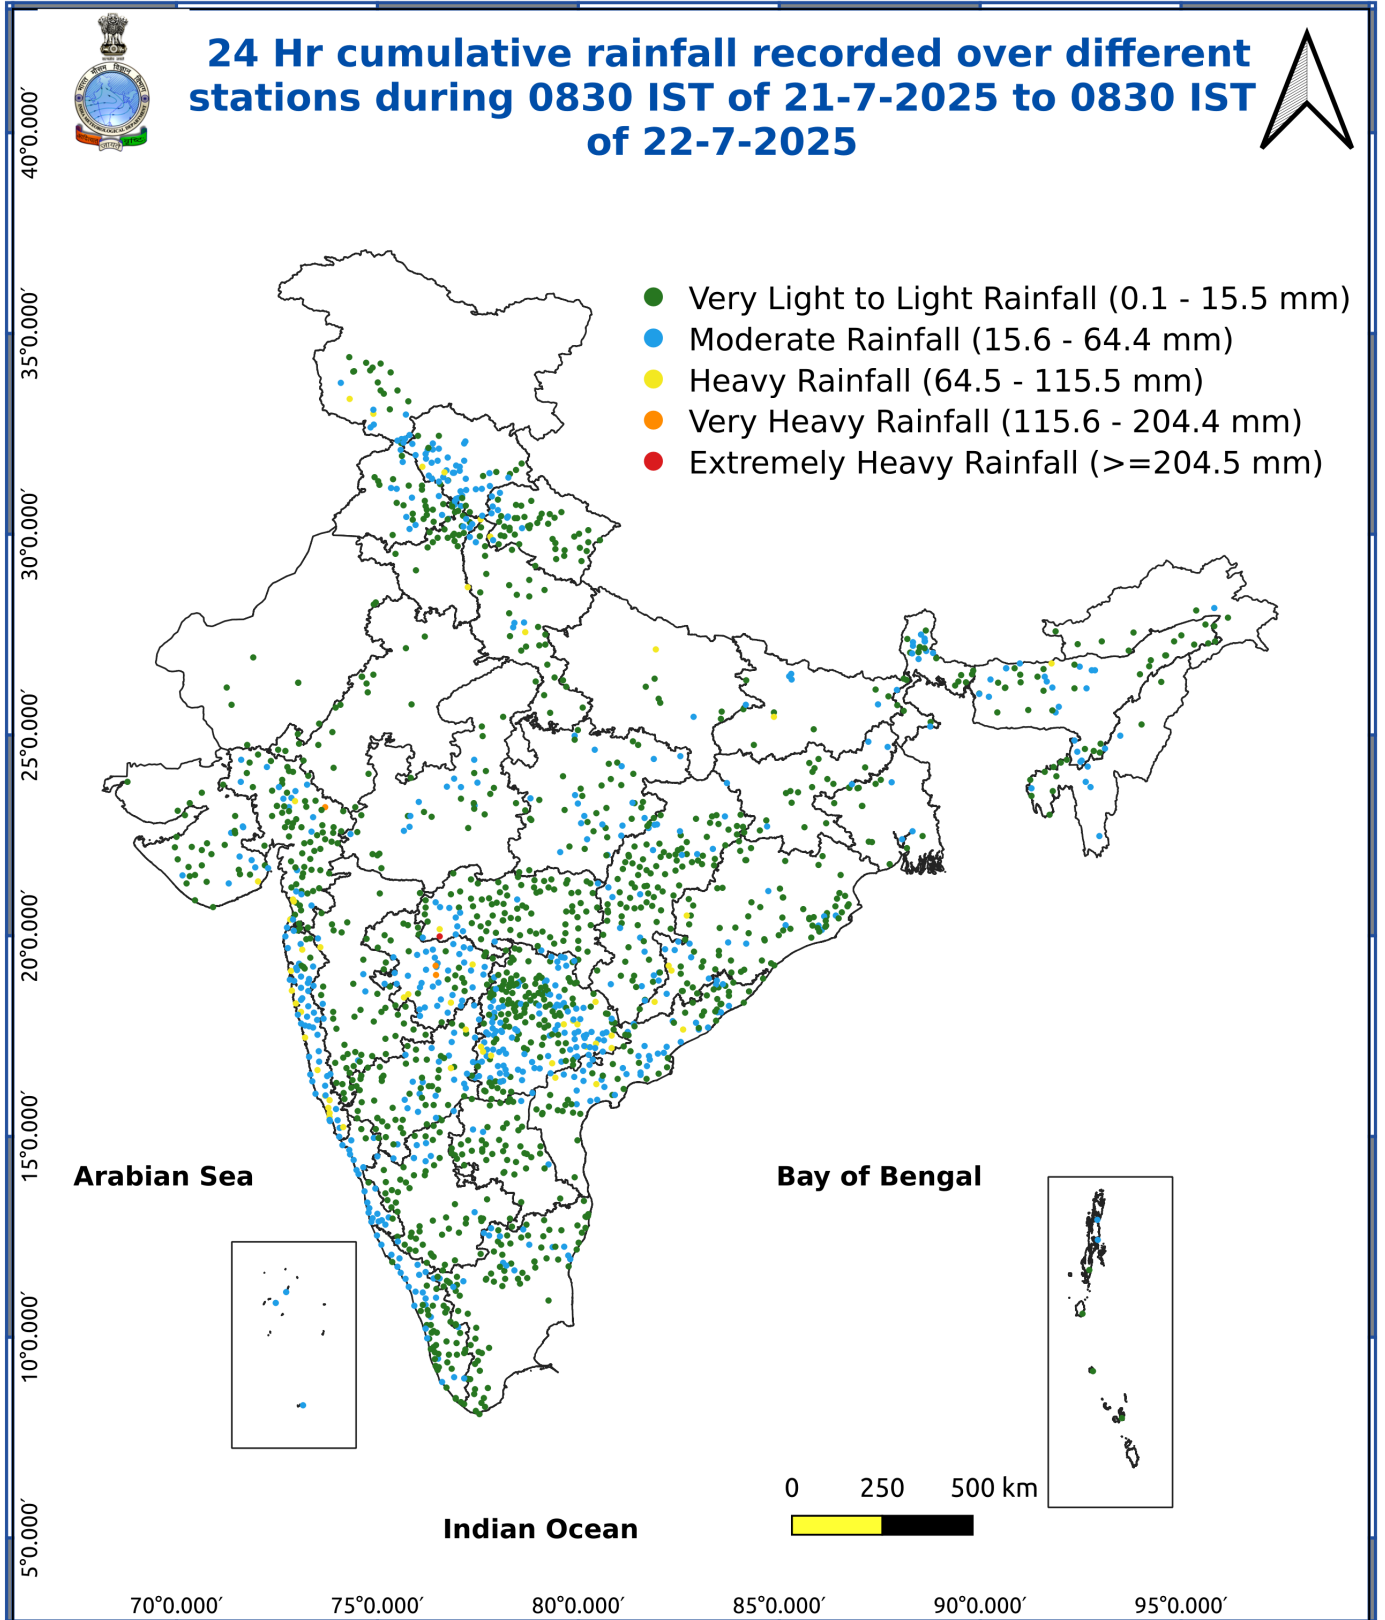 24 Hr cumulative rainfall recorded over different
stations during 0830 IST of 21-7-2025 to 0830 IST
of 22-7-2025
Very Light to Light Rainfall (0.1 - 15.5 mm)
Moderate Rainfall (15.6 - 64.4 mm)
Heavy Rainfall (64.5 - 115.5 mm)
Very Heavy Rainfall (115.6 - 204.4 mm)
Extremely Heavy Rainfall (>=204.5 mm)
40°0.000′
35°0.000′
30°0.000′
25°0.000′
20°0.000′
15°0.000′
10°0.000′
5°0.000′
Arabian Sea
Bay of Bengal
0 250 500 km
Indian Ocean
70°0.000′ 75°0.000′ 80°0.000′ 85°0.000′ 90°0.000′ 95°0.000′